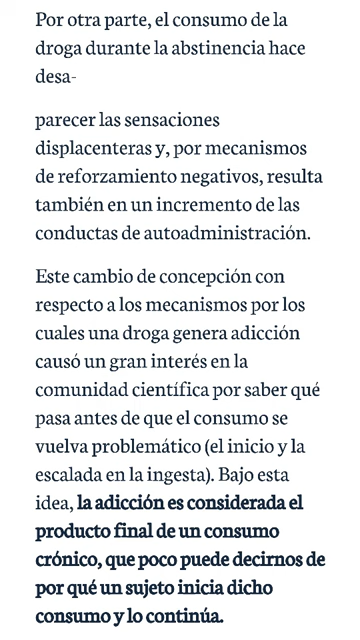 Por otra parte, el consumo de la
droga durante la abstinencia hace
desa-
parecer las sensaciones
displacenteras y, por mecanismos
de reforzamiento negativos, resulta
también en un incremento de las
conductas de autoadministración.
Este cambio de concepción con
respecto a los mecanismos por los
cuales una droga genera adicción
causó un gran interés en la
comunidad científica por saber qué
pasa antes de que el consumo se
vuelva problemático (el inicio y la
escalada en la ingesta). Bajo esta
idea, la adicción es considerada el
producto final de un consumo
crónico, que poco puede decirnos de
por qué un sujeto inicia dicho
consumo y lo continúa.